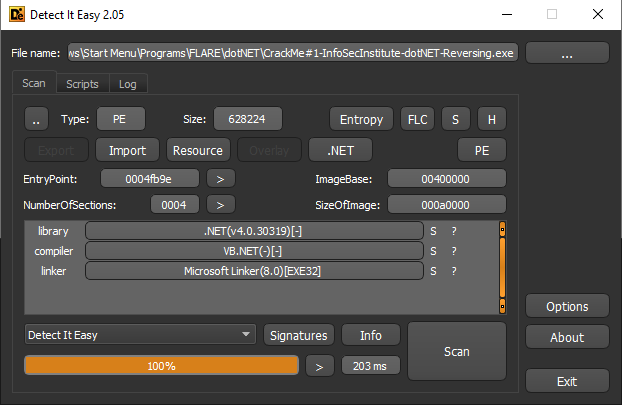 Detect It Easy 2.05
File name: ws\Start Menu\Programs\FLARE\dotNET\CrackMe#1-InfoSecInstitute-dotNET-Reversing.exe ...
Scan Scripts Log
.. Type: PE Size: 628224 Entropy FLC S H
Export Import Resource Overlay .NET PE
EntryPoint: 0004fb9e > ImageBase: 00400000
NumberOfSections: 0004 > SizeOfImage: 000a0000
library .NET(v4.0.30319)[-] S ?
compiler VB.NET(-)[-] S ?
linker Microsoft Linker(8.0)[EXE32] S ?
Options
Detect It Easy Signatures Info Scan About
100% > 203 ms
Exit